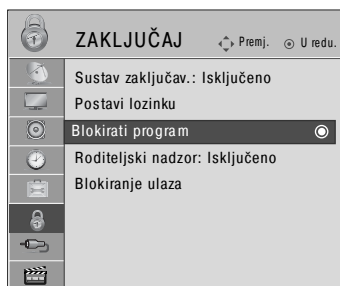 ZAKLJUČAJ Premj. U redu.
Sustav zaključav.: Isključeno
Postavi lozinku
Blokirati program
Roditeljski nadzor: Isključeno
Blokiranje ulaza